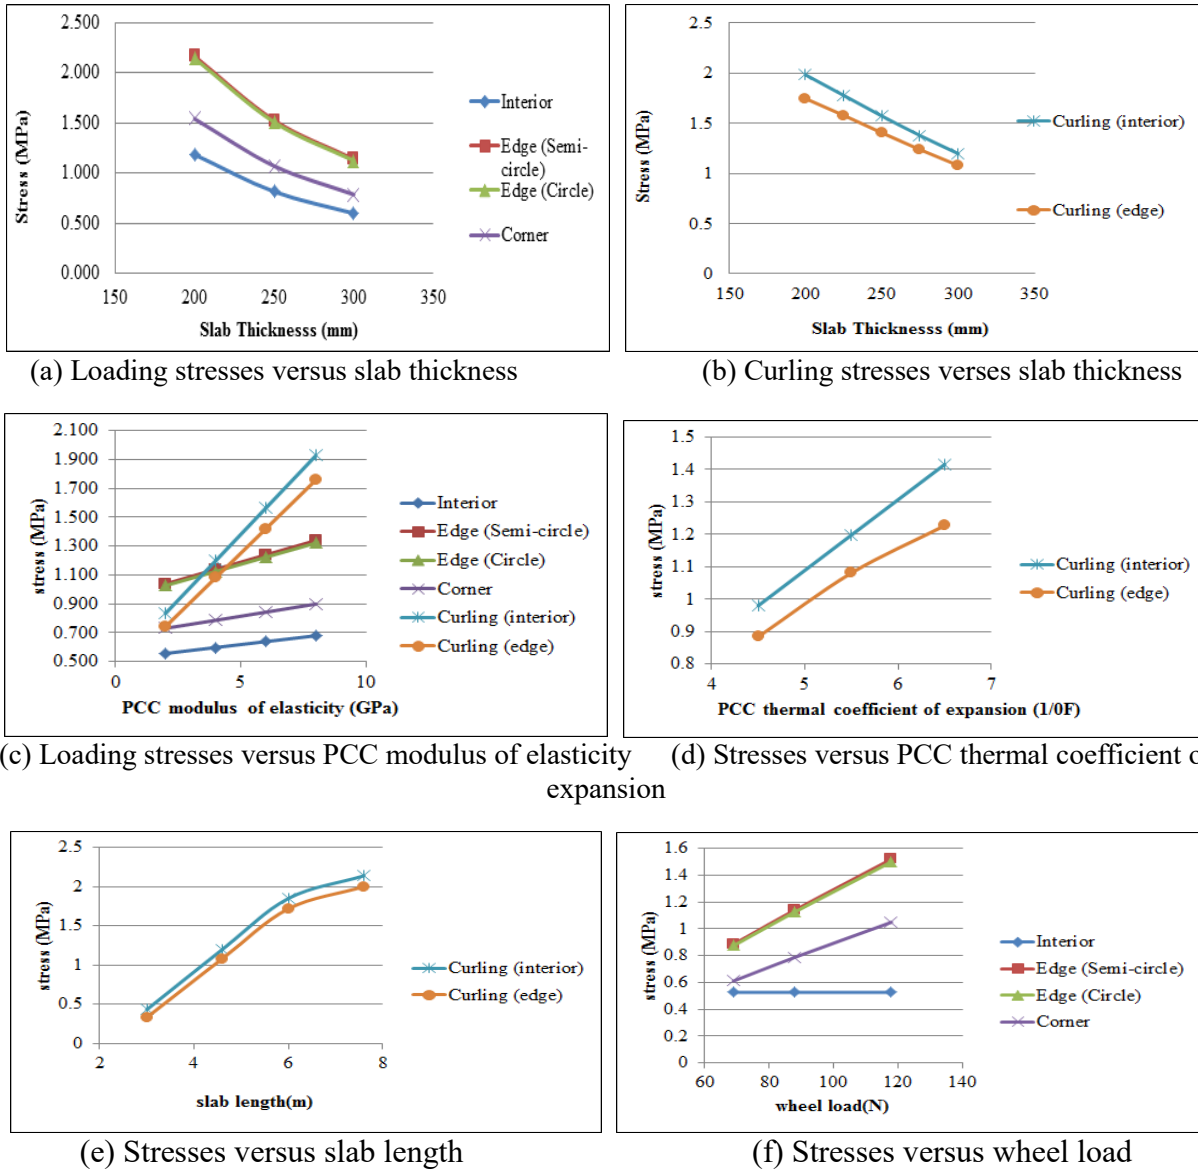 2.500
2.000
1.500
1.000
0.500
0.000
150 200 250 300 350
Stress (MPa)
Slab Thicknesss (mm)
Interior
Edge (Semi-
circle)
Edge (Circle)
Corner
(a) Loading stresses versus slab thickness
2.5
2
1.5
1
0.5
0
150 200 250 300 350
Stress (MPa)
Slab Thicknesss (mm)
Curling (interior)
Curling (edge)
(b) Curling stresses verses slab thickness
2.100
1.900
1.700
1.500
1.300
1.100
0.900
0.700
0.500
0 5 10
stress (MPa)
PCC modulus of elasticity (GPa)
Interior
Edge (Semi-circle)
Edge (Circle)
Corner
Curling (interior)
Curling (edge)
(c) Loading stresses versus PCC modulus of elasticity
1.5
1.4
1.3
1.2
1.1
1
0.9
0.8
4 5 6 7
stress (MPa)
PCC thermal coefficient of expansion (1/0F)
Curling (interior)
Curling (edge)
(d) Stresses versus PCC thermal coefficient o
expansion
2.5
2
1.5
1
0.5
0
2 4 6 8
stress (MPa)
slab length(m)
Curling (interior)
Curling (edge)
(e) Stresses versus slab length
1.6
1.4
1.2
1
0.8
0.6
0.4
0.2
0
60 80 100 120 140
stress (MPa)
wheel load(N)
Interior
Edge (Semi-circle)
Edge (Circle)
Corner
(f) Stresses versus wheel load